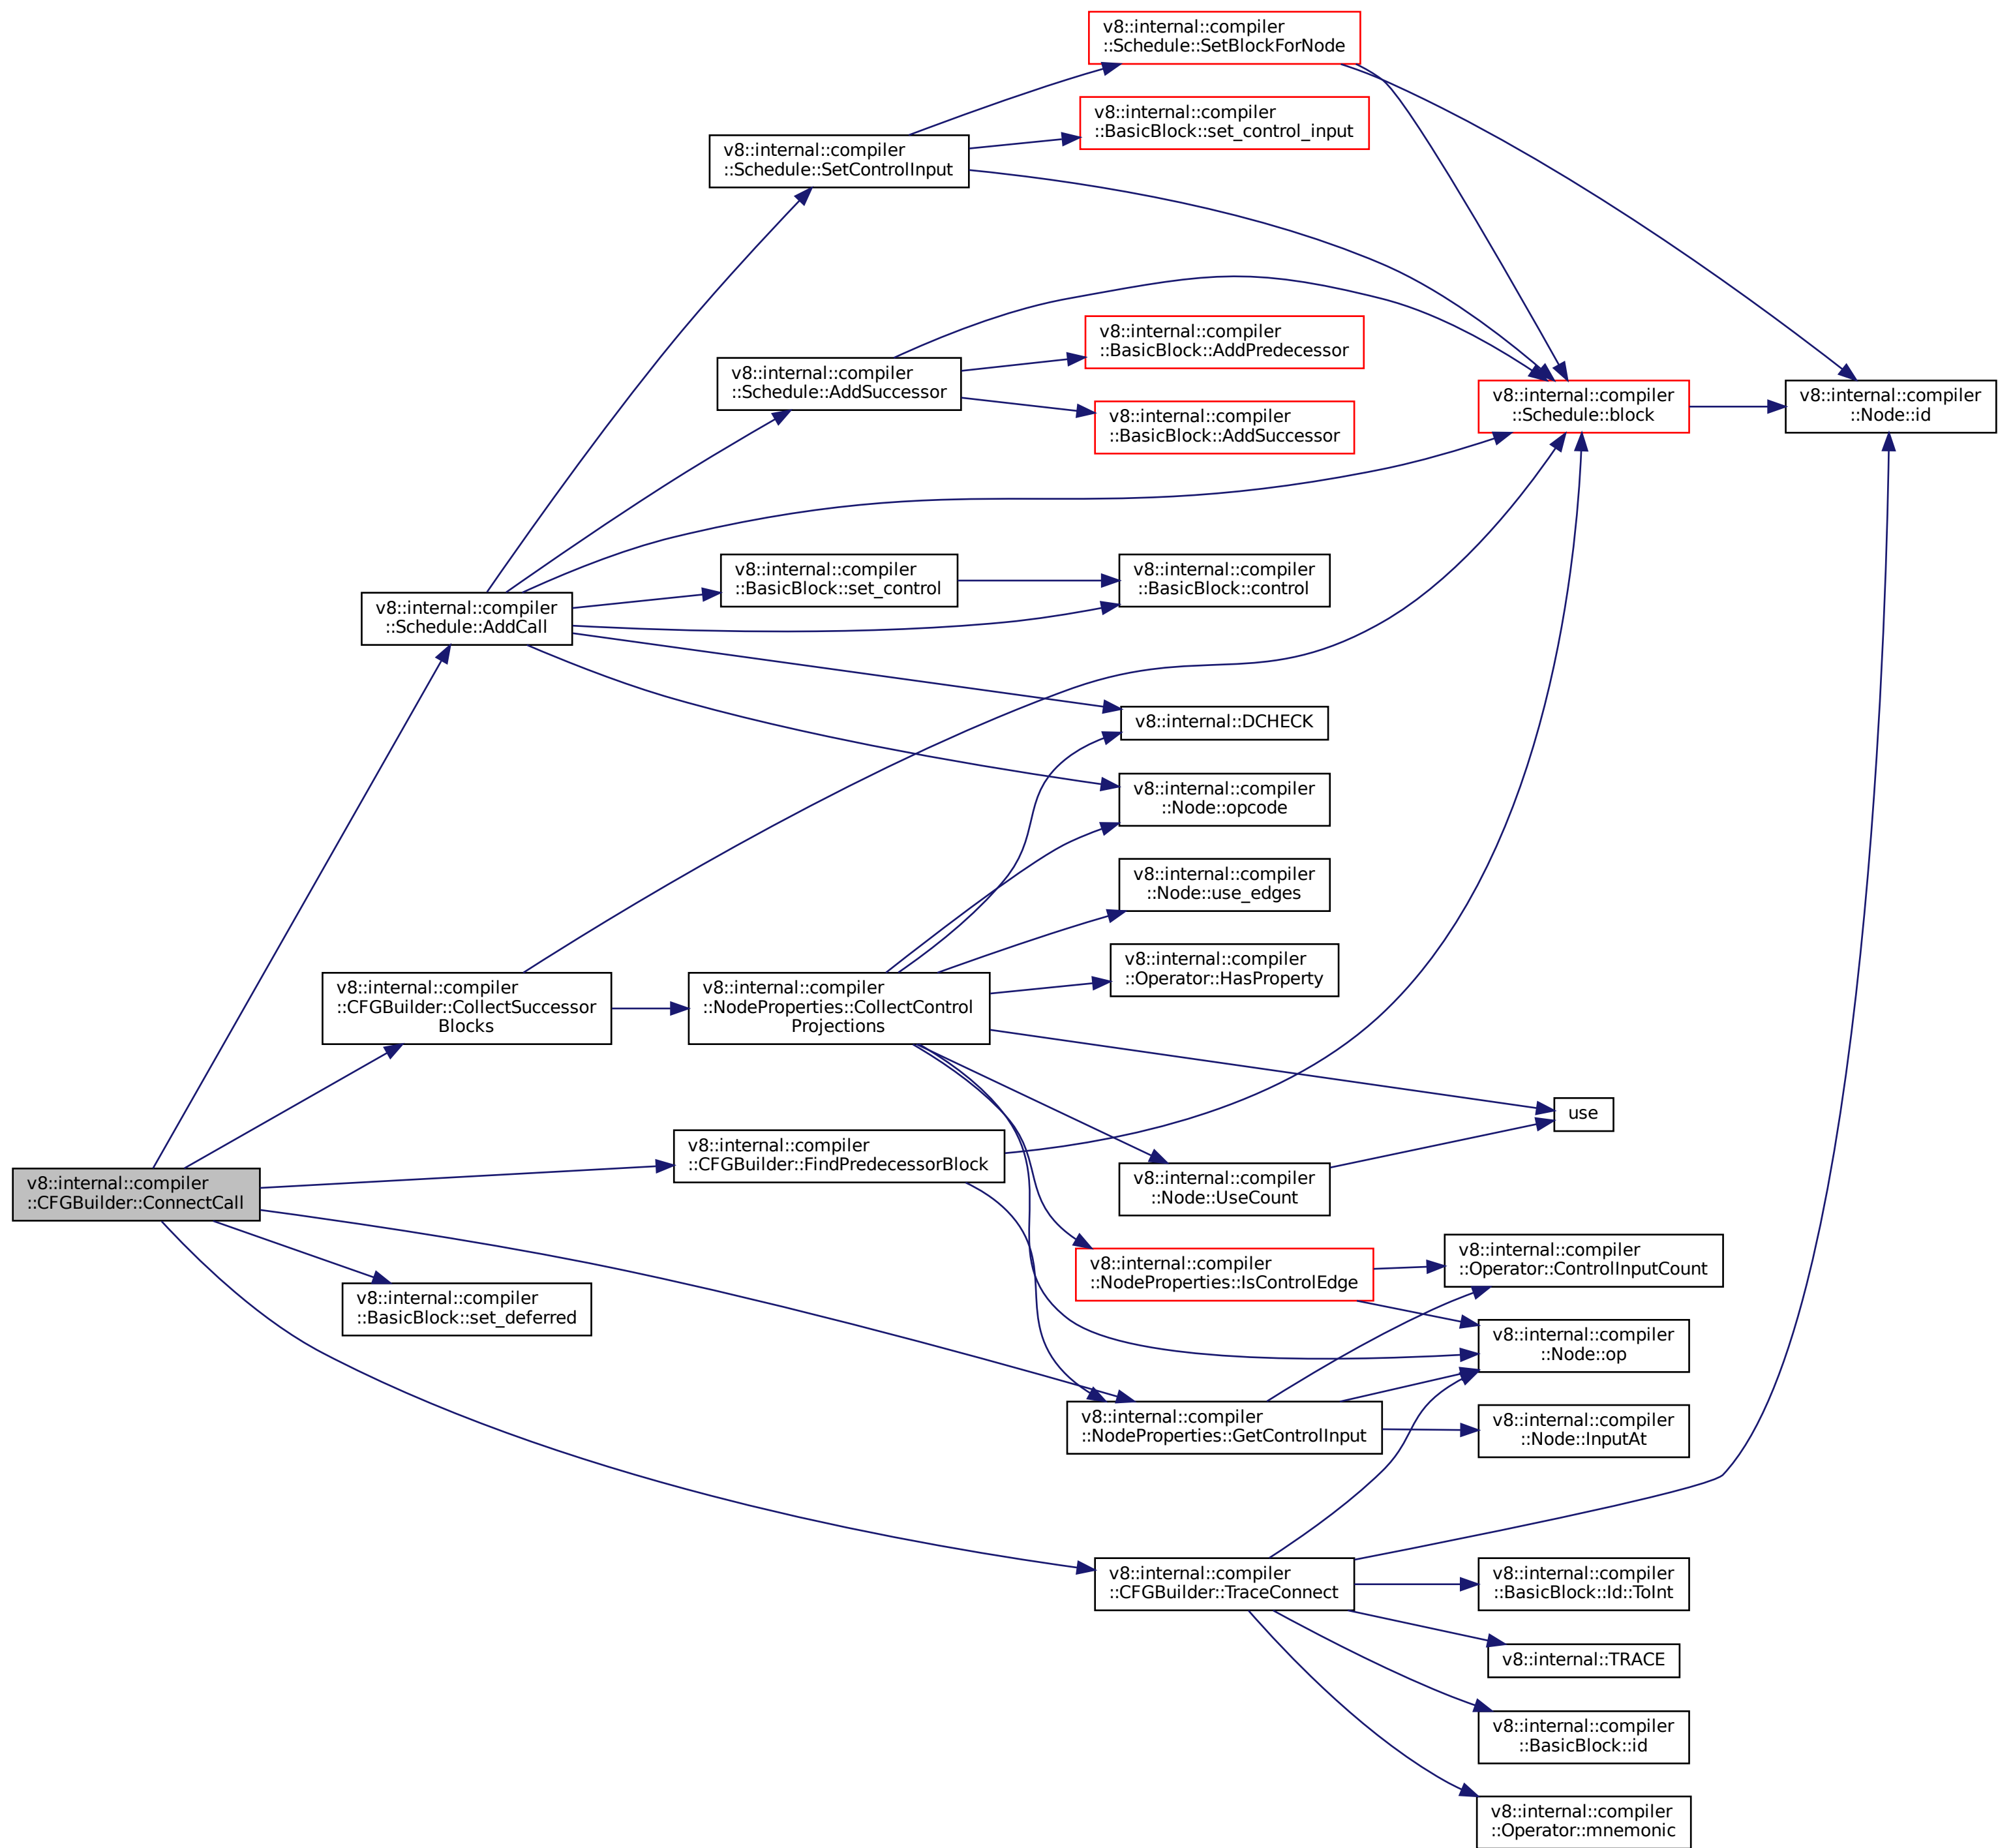 v8::internal::compiler
::Schedule::SetBlockForNode
v8::internal::compiler
::BasicBlock::set_control_input
v8::internal::compiler
::Schedule::SetControlInput
v8::internal::compiler
::BasicBlock::AddPredecessor
v8::internal::compiler
::Schedule::AddSuccessor
v8::internal::compiler
::BasicBlock::AddSuccessor
v8::internal::compiler
::Schedule::block
v8::internal::compiler
::Node::id
v8::internal::compiler
::Schedule::AddCall
v8::internal::compiler
::BasicBlock::set_control
v8::internal::compiler
::BasicBlock::control
v8::internal::DCHECK
v8::internal::compiler
::Node::opcode
v8::internal::compiler
::Node::use_edges
v8::internal::compiler
::Operator::HasProperty
v8::internal::compiler
::CFGBuilder::CollectSuccessor
Blocks
v8::internal::compiler
::NodeProperties::CollectControl
Projections
use
v8::internal::compiler
::CFGBuilder::FindPredecessorBlock
v8::internal::compiler
::Node::UseCount
v8::internal::compiler
::CFGBuilder::ConnectCall
v8::internal::compiler
::NodeProperties::IsControlEdge
v8::internal::compiler
::Operator::ControlInputCount
v8::internal::compiler
::BasicBlock::set_deferred
v8::internal::compiler
::Node::op
v8::internal::compiler
::NodeProperties::GetControlInput
v8::internal::compiler
::Node::InputAt
v8::internal::compiler
::CFGBuilder::TraceConnect
v8::internal::compiler
::BasicBlock::Id::ToInt
v8::internal::TRACE
v8::internal::compiler
::BasicBlock::id
v8::internal::compiler
::Operator::mnemonic